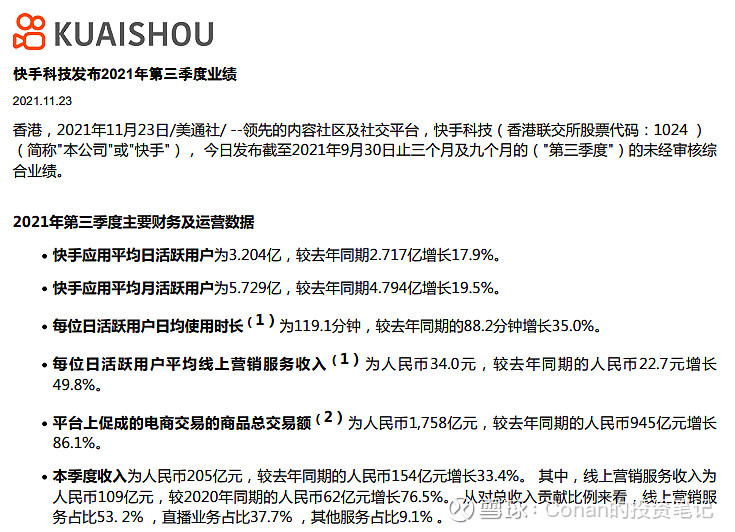 KUAISHOU
快手科技发布2021年第三季度业绩
2021.11.23
香港，2021年11月23日/美通社/ --领先的内容社区及社交平台，快手科技（香港联交所股票代码：1024 ）
（简称"本公司"或"快手"），今日发布截至2021年9月30日止三个月及九个月的（"第三季度"）的未经审核综
合业绩。
2021年第三季度主要财务及运营数据
• 快手应用平均日活跃用户为3.204亿，较去年同期2.717亿增长17.9%。
• 快手应用平均月活跃用户为5.729亿，较去年同期4.794亿增长19.5%。
• 每位日活跃用户日均使用时长（1）为119.1分钟，较去年同期的88.2分钟增长35.0%。
• 每位日活跃用户平均线上营销服务收入（1）为人民币34.0元，较去年同期的人民币22.7元增长
49.8%。
• 平台上促成的电商交易的商品总交易额（2）为人民币1,758亿元，较去年同期的人民币945亿元增长
86.1%。
• 本季度收入为人民币205亿元，较去年同期的人民币154亿元增长33.4%。 其中，线上营销服务收入为
人民币109亿元，较2020年同期的人民币62亿元增长76.5%。 从对总收入贡献比例来看，线上营销服
务占比53. 2% ，直播业务占比37.7% ，其他服务占比9.1% 。
雪球：Conan的投资笔记